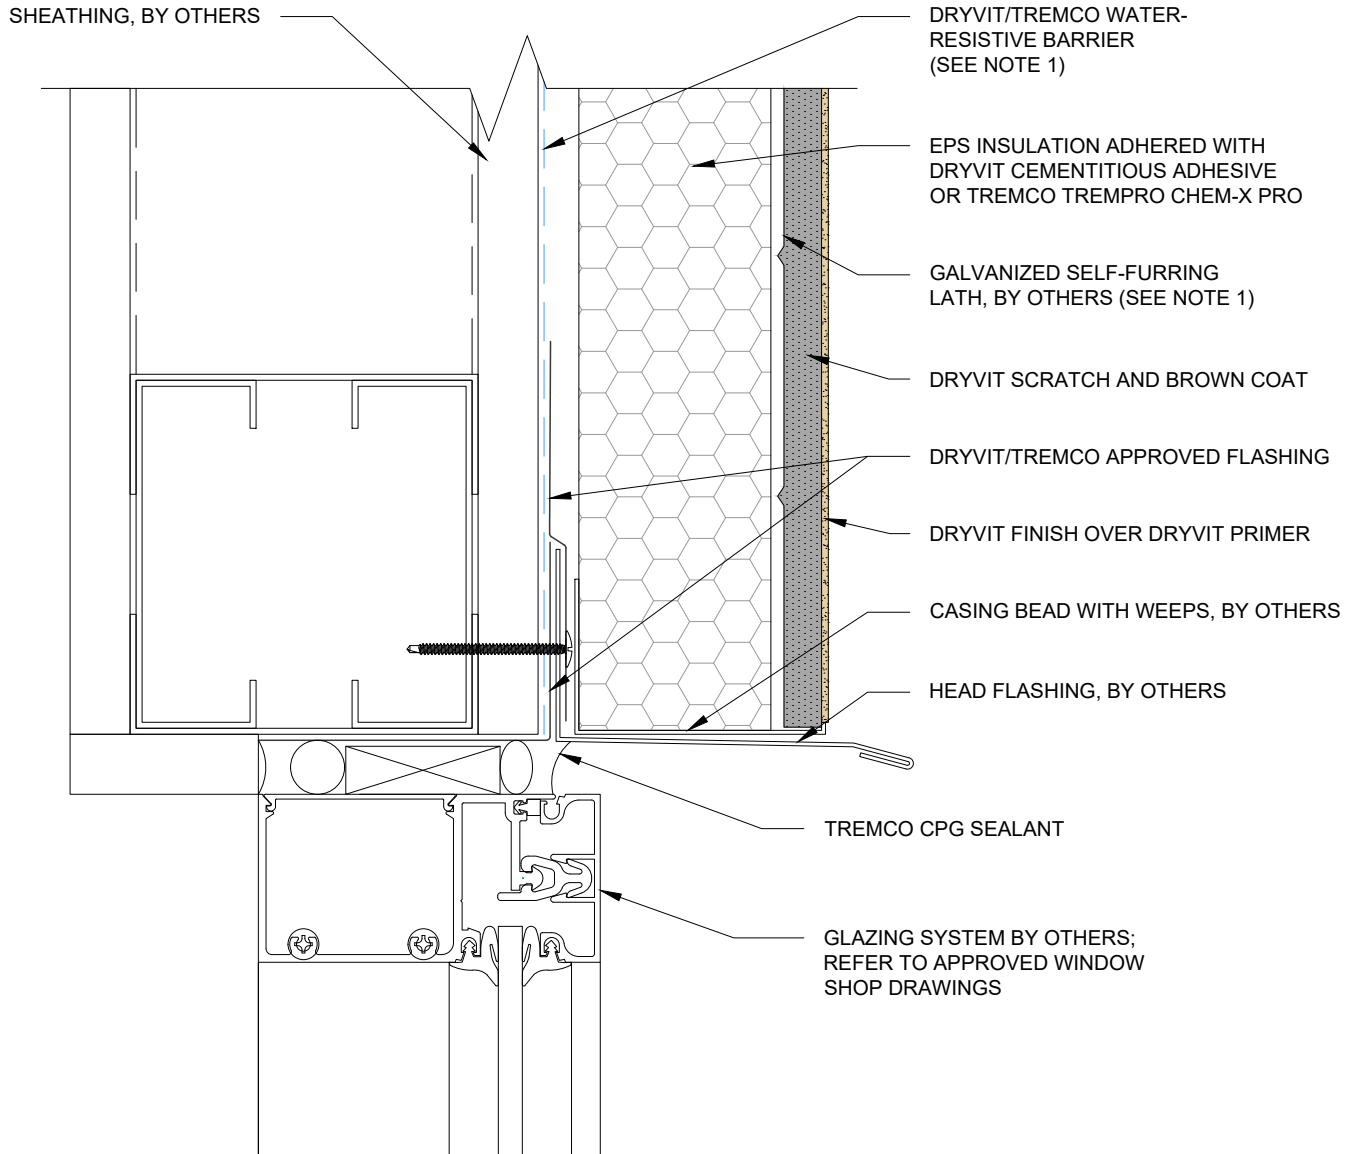 SHEATHING, BY OTHERS
DRYVIT/TREMCO WATER-
RESISTIVE BARRIER
(SEE NOTE 1)
EPS INSULATION ADHERED WITH
DRYVIT CEMENTITIOUS ADHESIVE
OR TREMCO TREMPRO CHEM-X PRO
GALVANIZED SELF-FURRING
LATH, BY OTHERS (SEE NOTE 1)
DRYVIT SCRATCH AND BROWN COAT
DRYVIT/TREMCO APPROVED FLASHING
DRYVIT FINISH OVER DRYVIT PRIMER
CASING BEAD WITH WEEPS, BY OTHERS
HEAD FLASHING, BY OTHERS
TREMCO CPG SEALANT
GLAZING SYSTEM BY OTHERS;
REFER TO APPROVED WINDOW
SHOP DRAWINGS